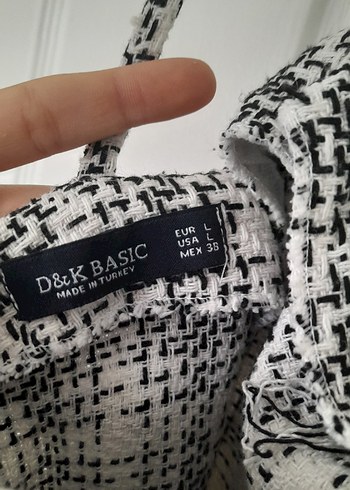 D&K BASIC
MADE IN TURKEY
EUR L
USA L
MEX 38